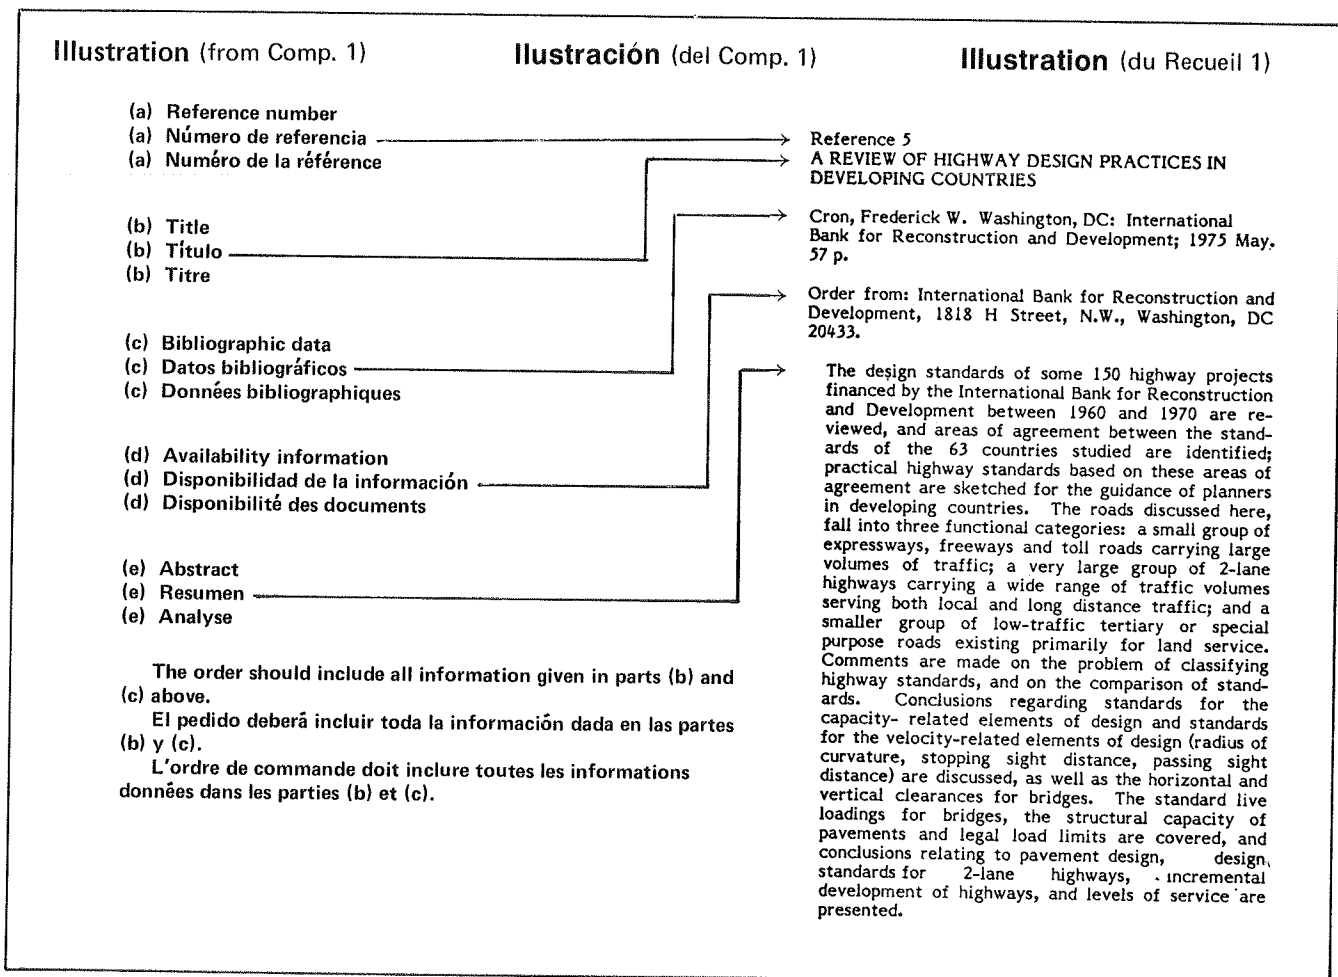 Illustration (from Comp. 1)
Ilustración (del Comp. 1)
Illustration (du Recueil 1)
(a) Reference number
(a) Número de referencia
(a) Numéro de la référence
(b) Title
(b) Título
(b) Titre
(c) Bibliographic data
(c) Datos bibliográficos
(c) Données bibliographiques
(d) Availability information
(d) Disponibilidad de la información
(d) Disponibilité des documents
(e) Abstract
(e) Resumen
(e) Analyse
The order should include all information given in parts (b) and
(c) above.
El pedido deberá incluir toda la información dada en las partes
(b) y (c).
L'ordre de commande doit inclure toutes les informations
données dans les parties (b) et (c).
Reference 5
A REVIEW OF HIGHWAY DESIGN PRACTICES IN
DEVELOPING COUNTRIES
Cron, Frederick W. Washington, DC: International
Bank for Reconstruction and Development; 1975 May.
57 p.
Order from: International Bank for Reconstruction and
Development, 1818 H Street, N.W., Washington, DC
20433.
The design standards of some 150 highway projects
financed by the International Bank for Reconstruction
and Development between 1960 and 1970 are re-
viewed, and areas of agreement between the stand-
ards of the 63 countries studied are identified;
practical highway standards based on these areas of
agreement are sketched for the guidance of planners
in developing countries. The roads discussed here,
fall into three functional categories: a small group of
expressways, freeways and toll roads carrying large
volumes of traffic; a very large group of 2-lane
highways carrying a wide range of traffic volumes
serving both local and long distance traffic; and a
smaller group of low-traffic tertiary or special
purpose roads existing primarily for land service.
Comments are made on the problem of classifying
highway standards, and on the comparison of stand-
ards. Conclusions regarding standards for the
capacity- related elements of design and standards
for the velocity-related elements of design (radius of
curvature, stopping sight distance, passing sight
distance) are discussed, as well as the horizontal and
vertical clearances for bridges. The standard live
loadings for bridges, the structural capacity of
pavements and legal load limits are covered, and
conclusions relating to pavement design, design
standards for 2-lane highways, incremental
development of highways, and levels of service are
presented.